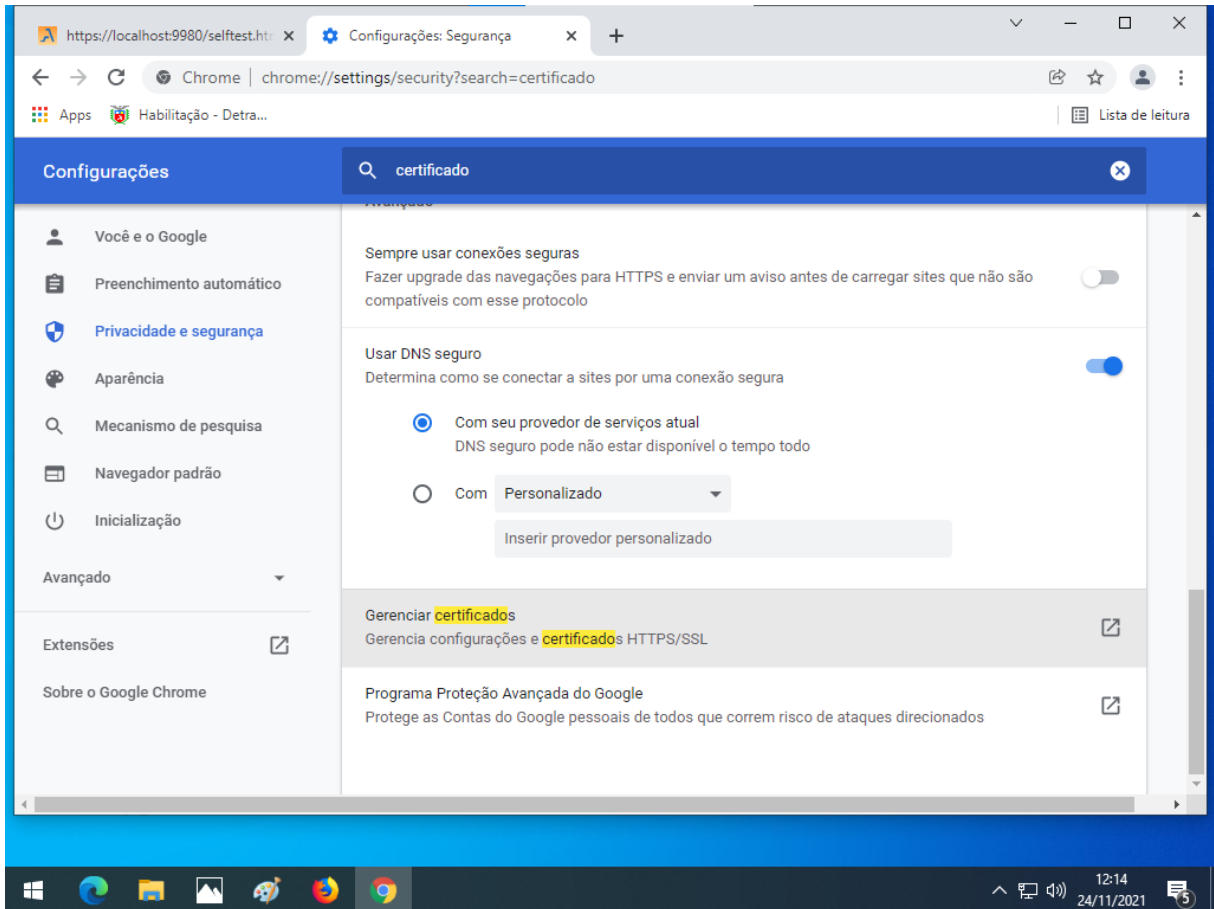 https://localhost:9980/selftest.ht
Configurações: Segurança
Chrome | chrome://settings/security?search=certificado
Apps
Habilitação - Detra...
Lista de leitura
Configurações
certificado
Você e o Google
Preenchimento automático
Privacidade e segurança
Aparência
Mecanismo de pesquisa
Navegador padrão
Inicialização
Avançado
Extensões
Sobre o Google Chrome
Avançado
Sempre usar conexões seguras
Fazer upgrade das navegações para HTTPS e enviar um aviso antes de carregar sites que não são
compatíveis com esse protocolo
Usar DNS seguro
Determina como se conectar a sites por uma conexão segura
Com seu provedor de serviços atual
DNS seguro pode não estar disponível o tempo todo
Com Personalizado
Inserir provedor personalizado
Gerenciar certificados
Gerencia configurações e certificados HTTPS/SSL
Programa Proteção Avançada do Google
Protege as Contas do Google pessoais de todos que correm risco de ataques direcionados
12:14
24/11/2021
5